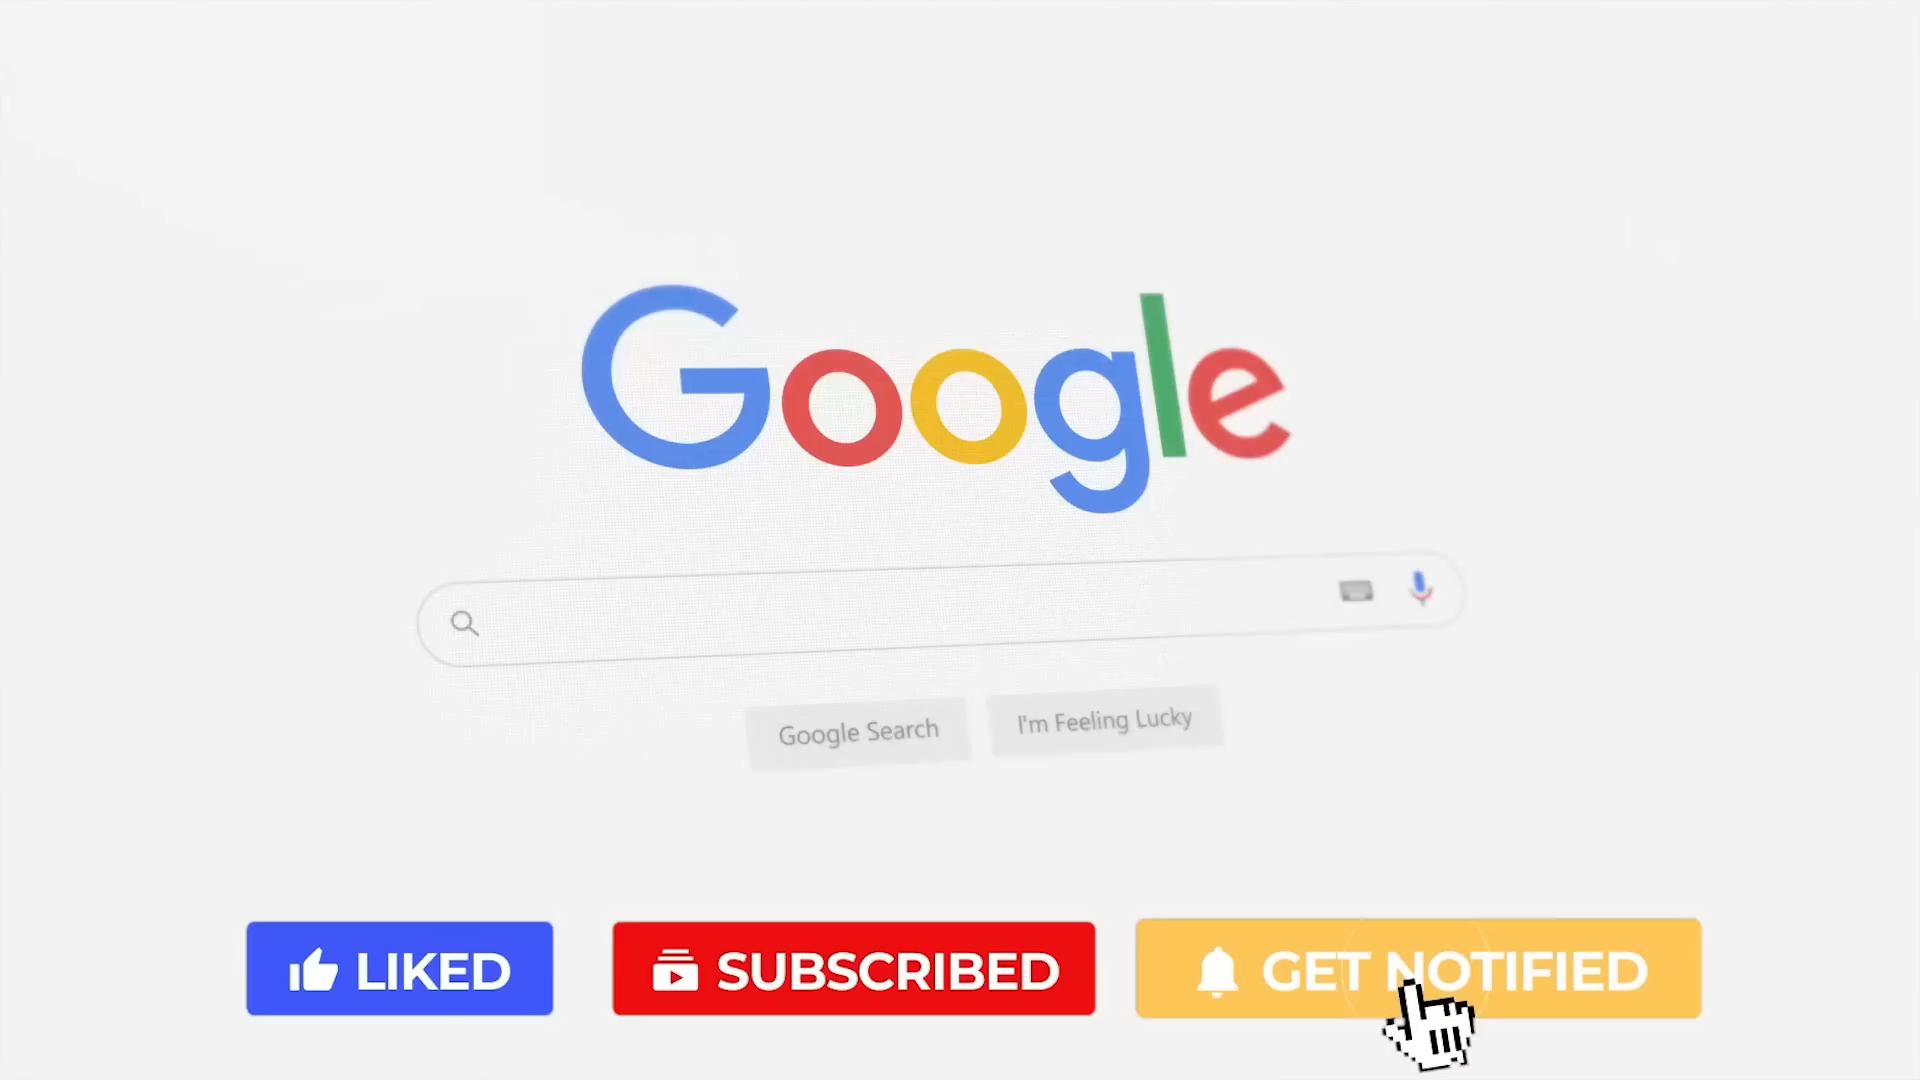 Google
Google Search
I'm Feeling Lucky
LIKED
SUBSCRIBED
GET NOTIFIED